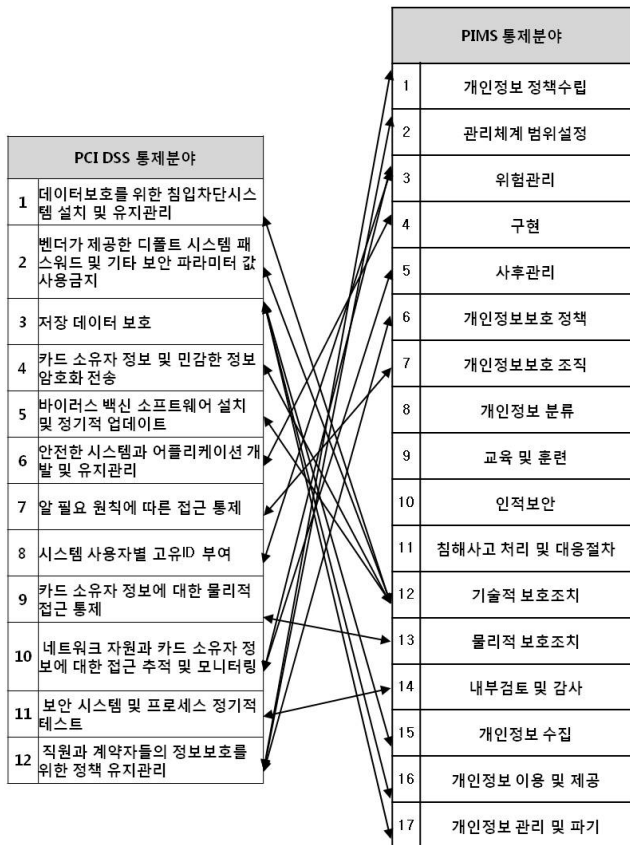 PCI DSS 통제분야
1 데이터보호를 위한 침입차단시스
템 설치 및 유지관리
2 벤더가 제공한 디폴트 시스템 패
스워드 및 기타 보안 파라미터 값
사용금지
3 저장 데이터 보호
4 카드 소유자 정보 및 민감한 정보
암호화 전송
5 바이러스 백신 소프트웨어 설치
및 정기적 업데이트
6 안전한 시스템과 어플리케이션 개
발 및 유지관리
7 알 필요 원칙에 따른 접근 통제
8 시스템 사용자별 고유ID 부여
9 카드 소유자 정보에 대한 물리적
접근 통제
10 네트워크 자원과 카드 소유자 정
보에 대한 접근 추적 및 모니터링
11 보안 시스템 및 프로세스 정기적
테스트
12 직원과 계약자들의 정보보호를
위한 정책 유지관리
PIMS 통제분야
1 개인정보 정책수립
2 관리체계 범위설정
3 위험관리
4 구현
5 사후관리
6 개인정보보호 정책
7 개인정보보호 조직
8 개인정보 분류
9 교육 및 훈련
10 인적보안
11 침해사고 처리 및 대응절차
12 기술적 보호조치
13 물리적 보호조치
14 내부검토 및 감사
15 개인정보 수집
16 개인정보 이용 및 제공
17 개인정보 관리 및 파기